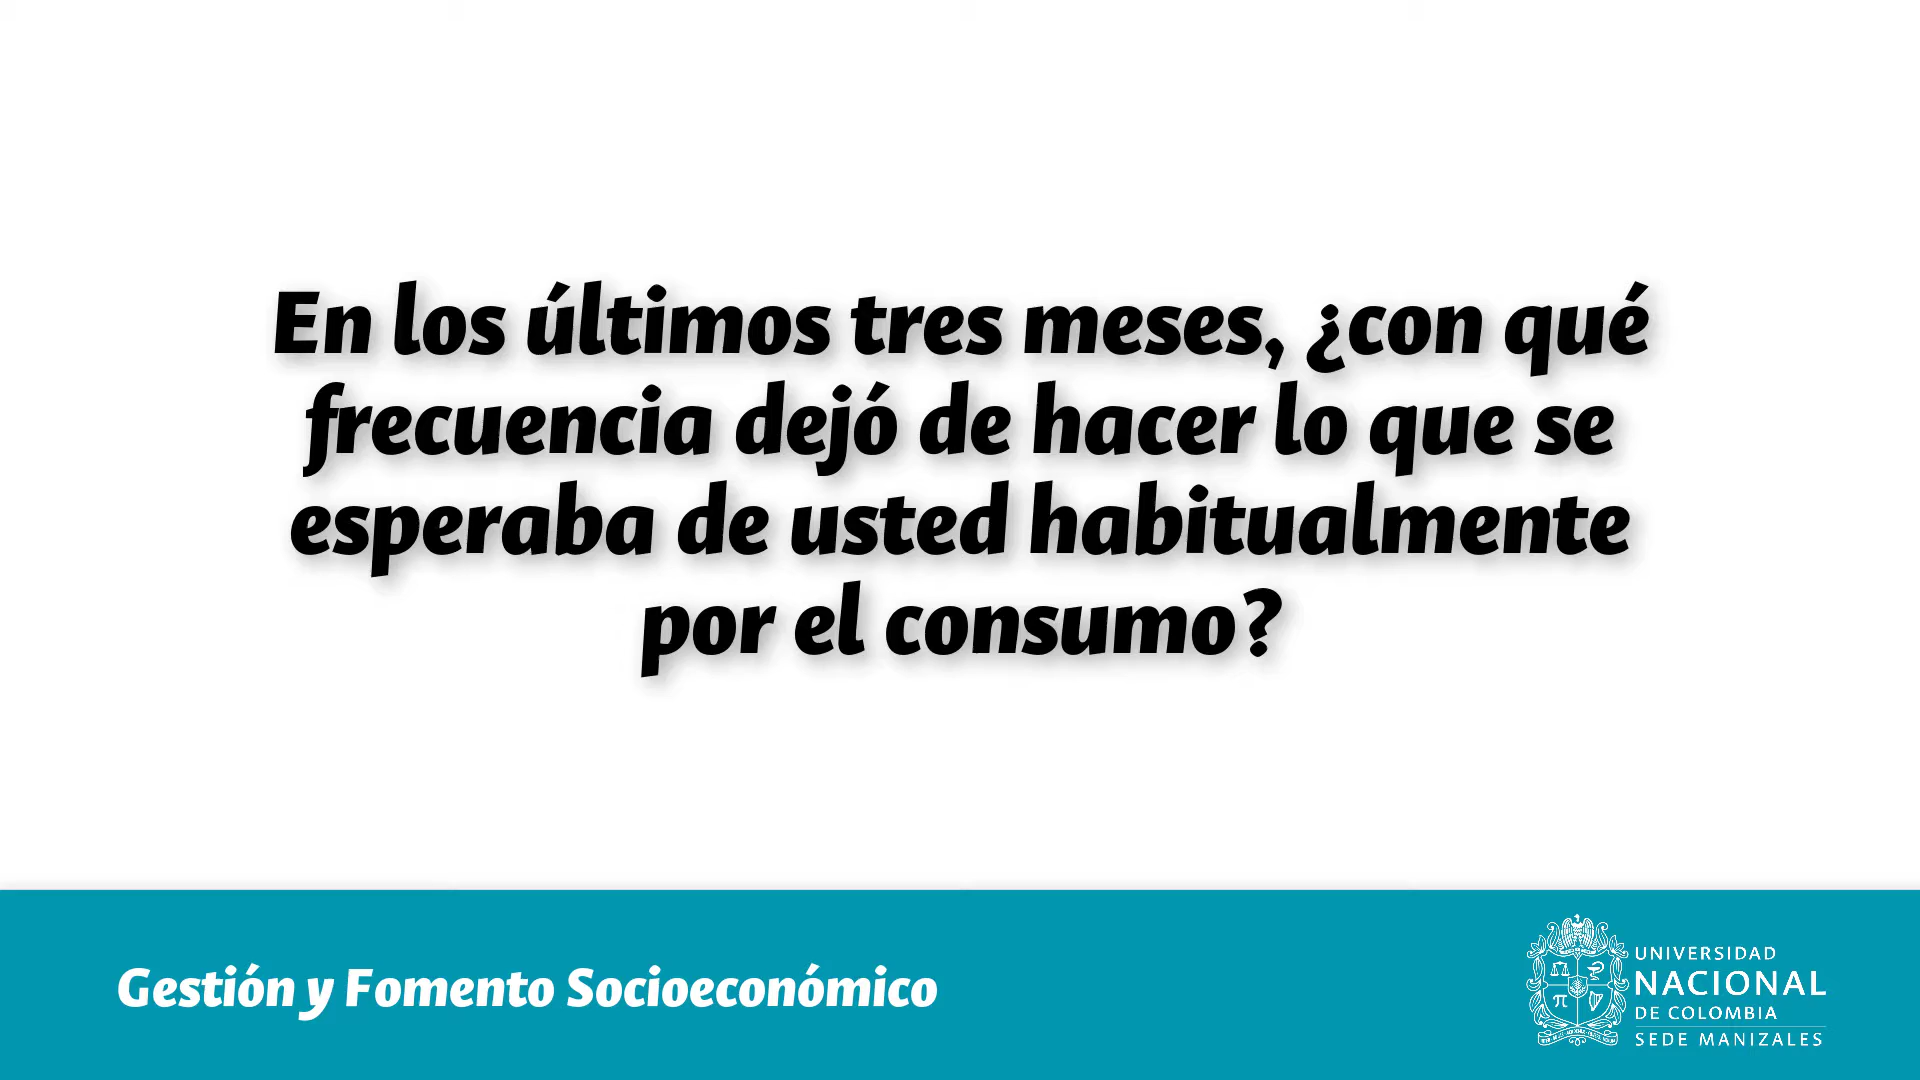 En los últimos tres meses, ¿con qué
frecuencia dejó de hacer lo que se
esperaba de usted habitualmente
por el consumo?
Gestión y Fomento Socioeconómico
UNIVERSIDAD
NACIONAL
DE COLOMBIA
SEDE MANIZALES